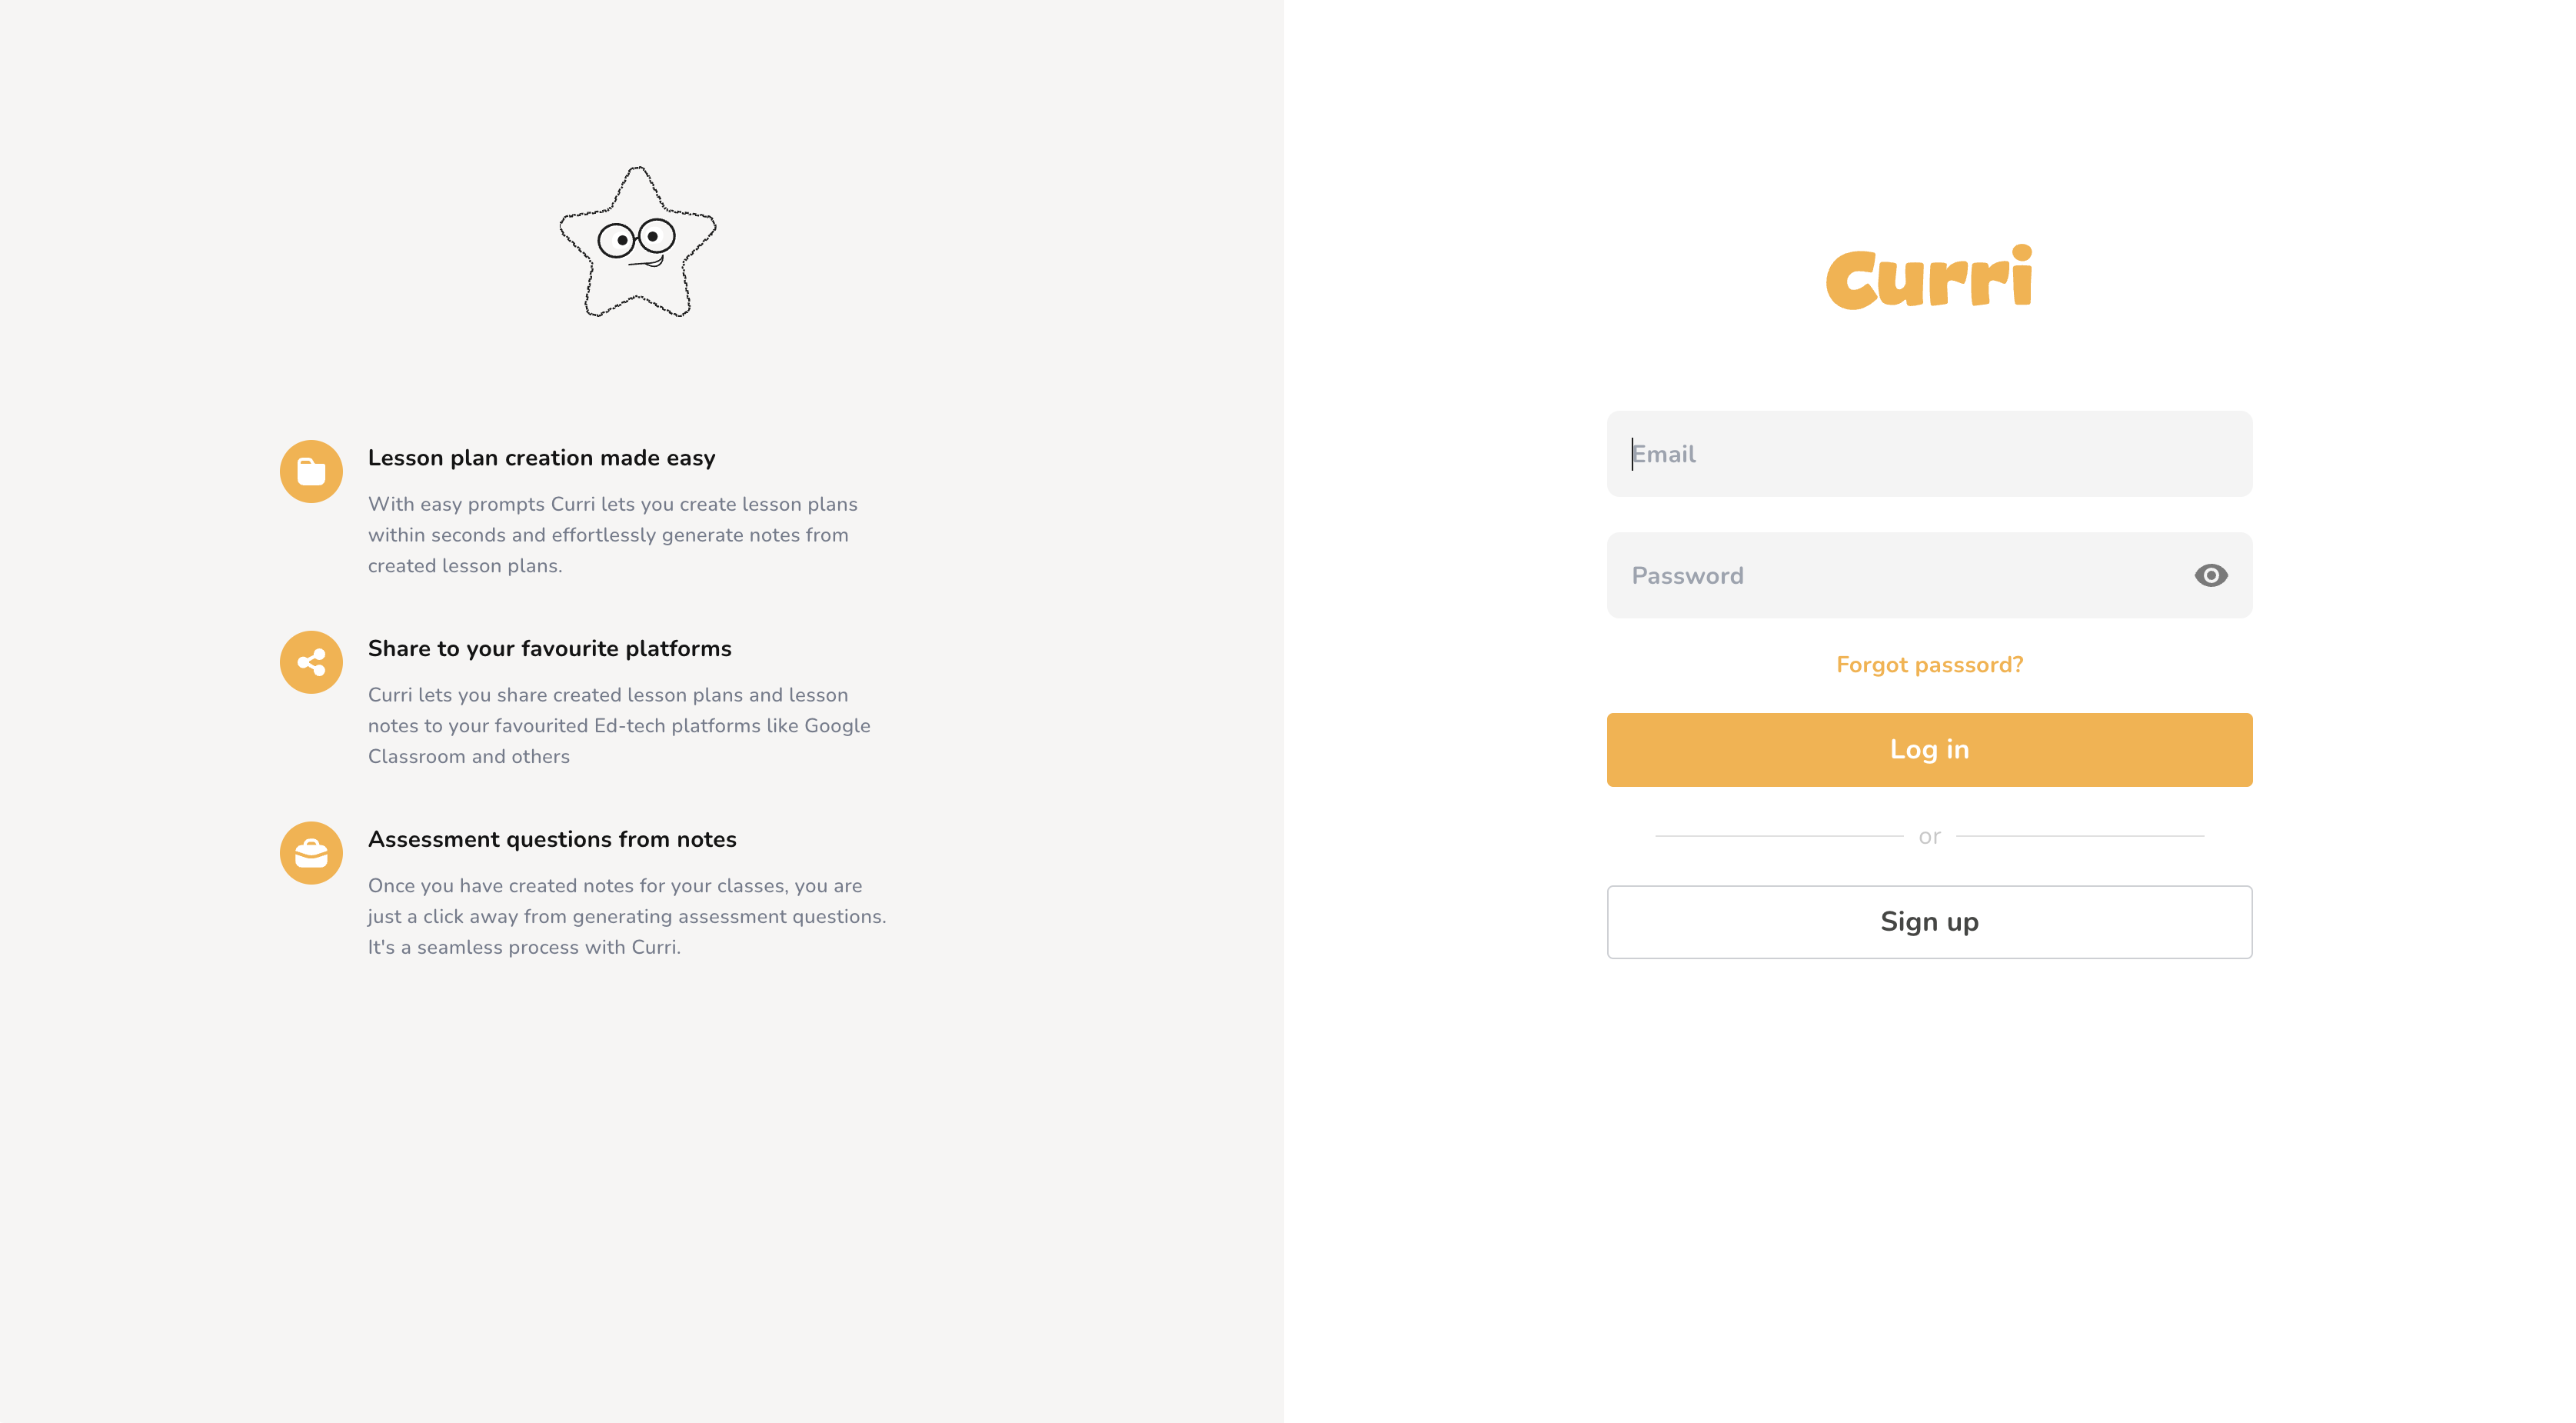 Lesson plan creation made easy
With easy prompts Curri lets you create lesson plans
within seconds and effortlessly generate notes from
created lesson plans.
Share to your favourite platforms
Curri lets you share created lesson plans and lesson
notes to your favourited Ed-tech platforms like Google
Classroom and others
Assessment questions from notes
Once you have created notes for your classes, you are
just a click away from generating assessment questions.
It's a seamless process with Curri.
Curri
Email
Password
Forgot passsord?
Log in
or
Sign up